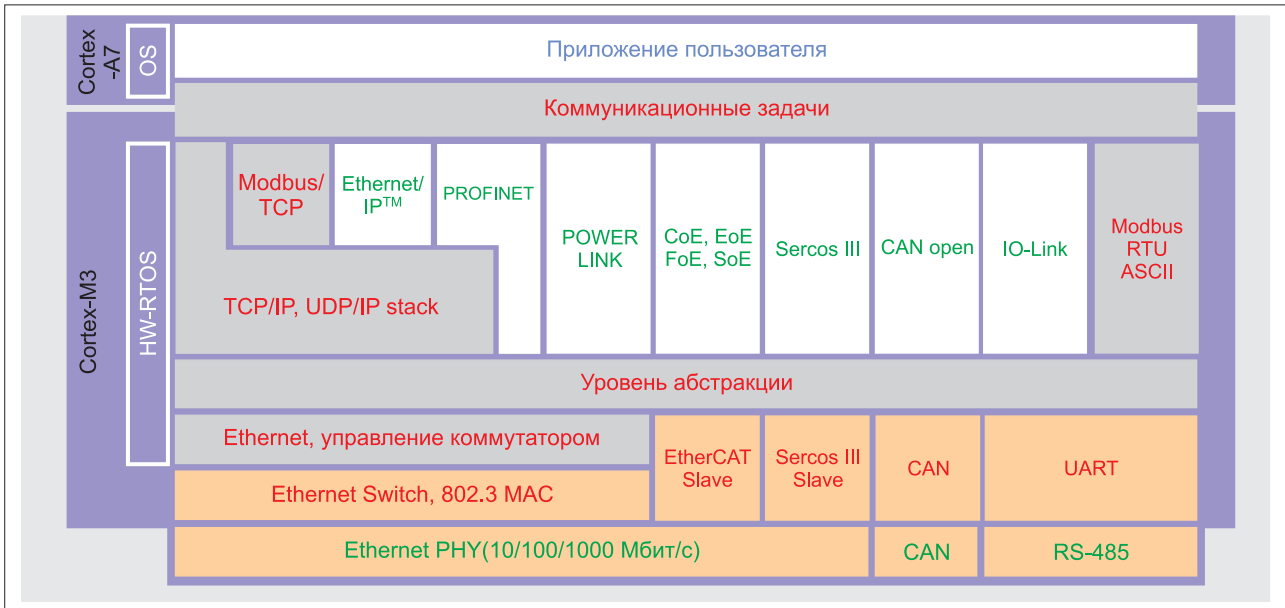 Cortex
-A7
OS
Приложение пользователя
Коммуникационные задачи
Cortex-M3
HW-RTOS
Modbus/
TCP
Ethernet/
IP™
PROFINET
POWER
LINK
CoE, EoE
FoE, SoE
Sercos III
CAN open
IO-Link
Modbus
RTU
ASCII
TCP/IP, UDP/IP stack
Уровень абстракции
Ethernet, управление коммутатором
EtherCAT
Slave
Sercos III
Slave
CAN
UART
Ethernet Switch, 802.3 MAC
Ethernet PHY(10/100/1000 Мбит/с)
CAN
RS-485